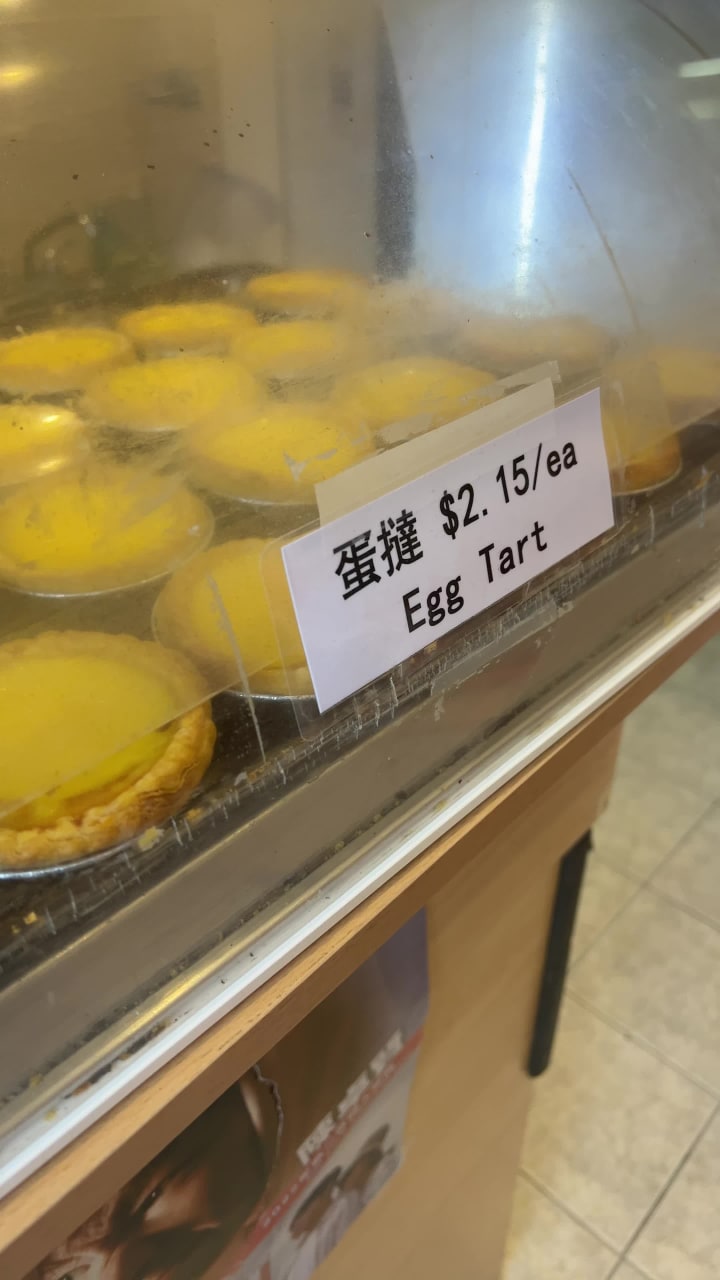 蛋撻 $2.15/ea
Egg Tart